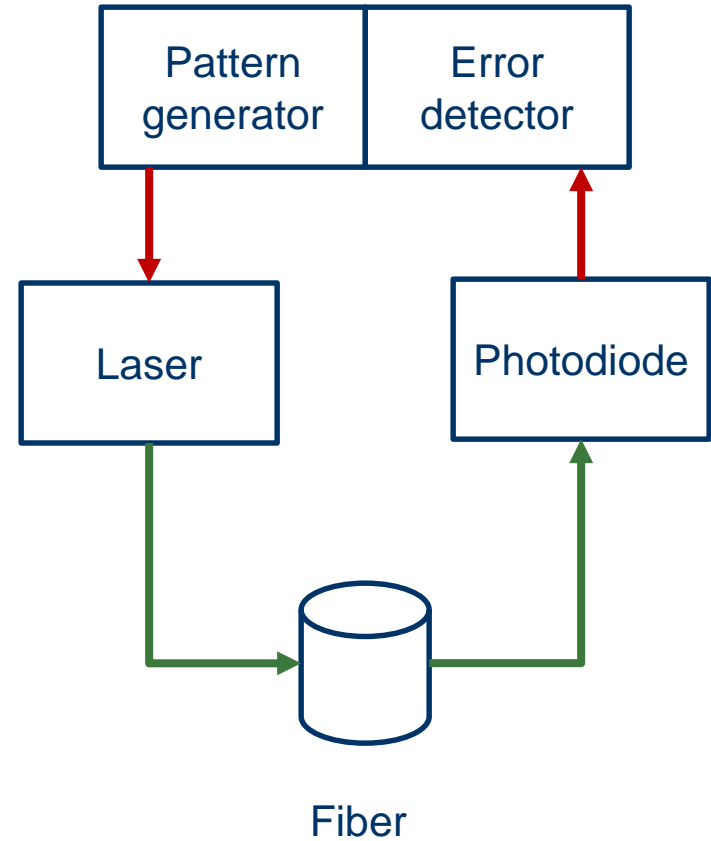 Pattern
generator
Error
detector
Laser
Photodiode
Fiber